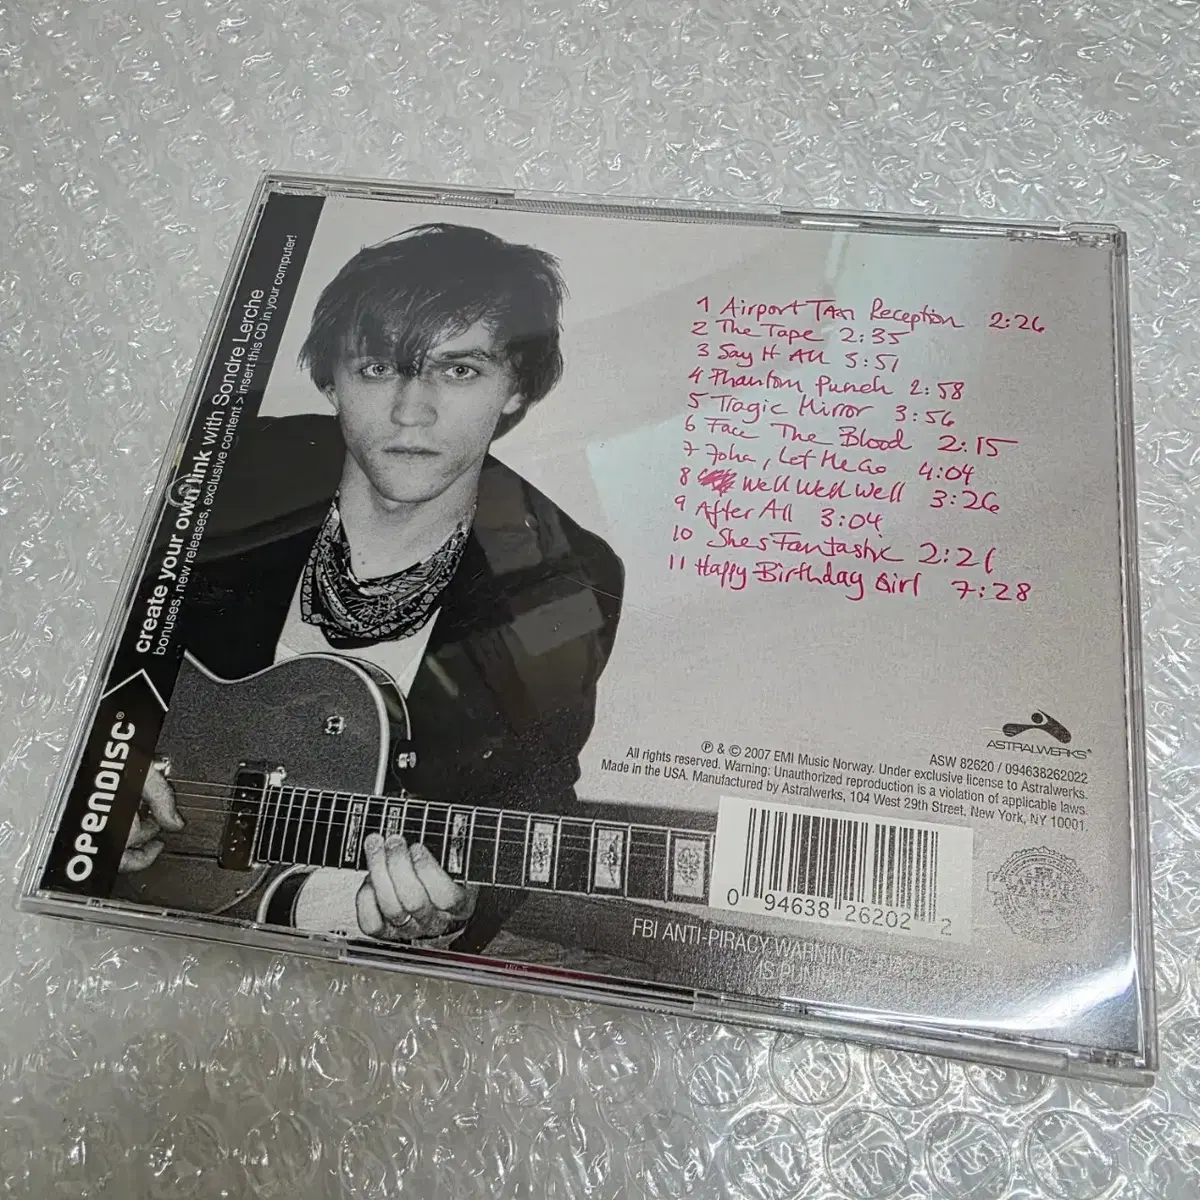 1 Airport Taxi Reception 2:26
2 The Tape 2:35
3 Say It All 3:51
4 Phantom Punch 2:58
5 Tragic Mirror 3:56
6 Face The Blood 2:15
7 John, Let Me Go 4:04
8 Well Well Well 3:26
9 After All 3:04
10 Shes Fantastic 2:26
11 Happy Birthday Girl 7:28
create your own link with Sondre Lerche
bonuses, new releases, exclusive content > insert this CD in your computer!
OPENDISC®
ASTRALWERKS®
ASW 82620 / 094638262022
℗ & © 2007 EMI Music Norway. Under exclusive license to Astralwerks.
All rights reserved. Warning: Unauthorized reproduction is a violation of applicable laws.
Made in the USA. Manufactured by Astralwerks, 104 West 29th Street, New York, NY 10001.
0 94638 26202 2
FBI ANTI-PIRACY WARNING:
IS